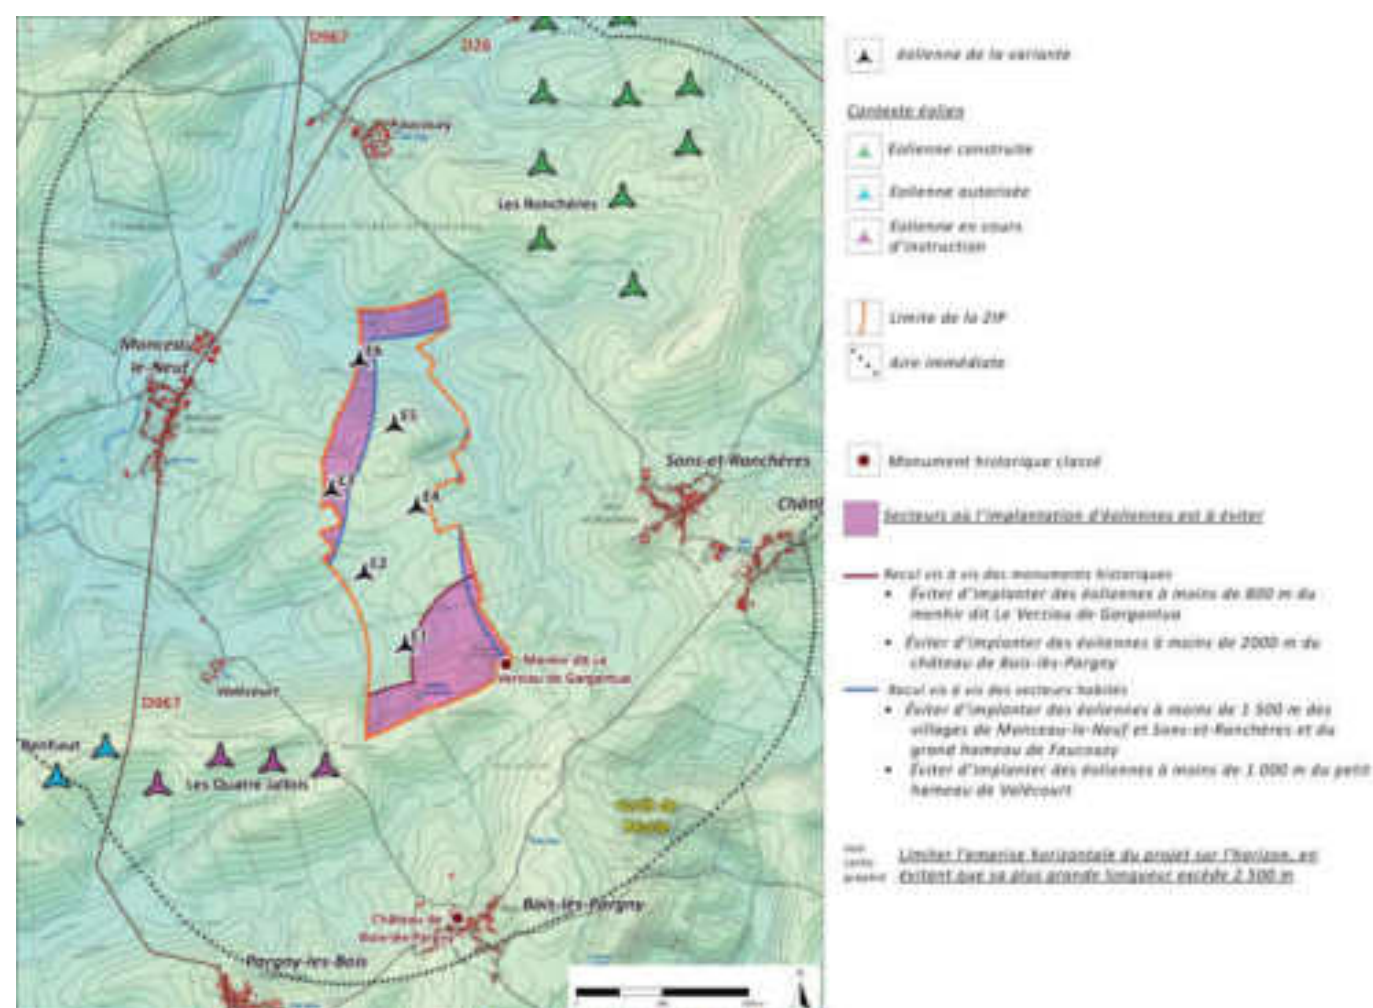 D967
D26
Faucouzy
Les Ronchères
Monceau-
le-Neuf
E6
E5
E3
E4
E2
E1
Sons-et-Ronchères
Châtil
Menhir dit Le
Verziau de Gargantua
Valécourt
D967
Les Quatre Jallois
Bois-lès-Pargny
Château de
Bois-lès-Pargny
Pargny-les-Bois
éolienne de la variante
Contexte éolien
Eolienne construite
Eolienne autorisée
Eolienne en cours
d'instruction
Limite de la ZIP
Aire immédiate
Monument historique classé
Secteurs où l'implantation d'éoliennes est à éviter
Recul vis à vis des monuments historiques
• Éviter d'implanter des éoliennes à moins de 800 m du
menhir dit Le Verziau de Gargantua
• Éviter d'implanter des éoliennes à moins de 2000 m du
château de Bois-lès-Pargny
Recul vis à vis des secteurs habités
• Éviter d'implanter des éoliennes à moins de 1 500 m des
villages de Monceau-le-Neuf et Sons-et-Ronchères et du
grand hameau de Faucouzy
• Éviter d'implanter des éoliennes à moins de 1 000 m du petit
hameau de Valécourt
Limiter l'emprise horizontale du projet sur l'horizon, en
évitant que sa plus grande longueur excède 2 500 m